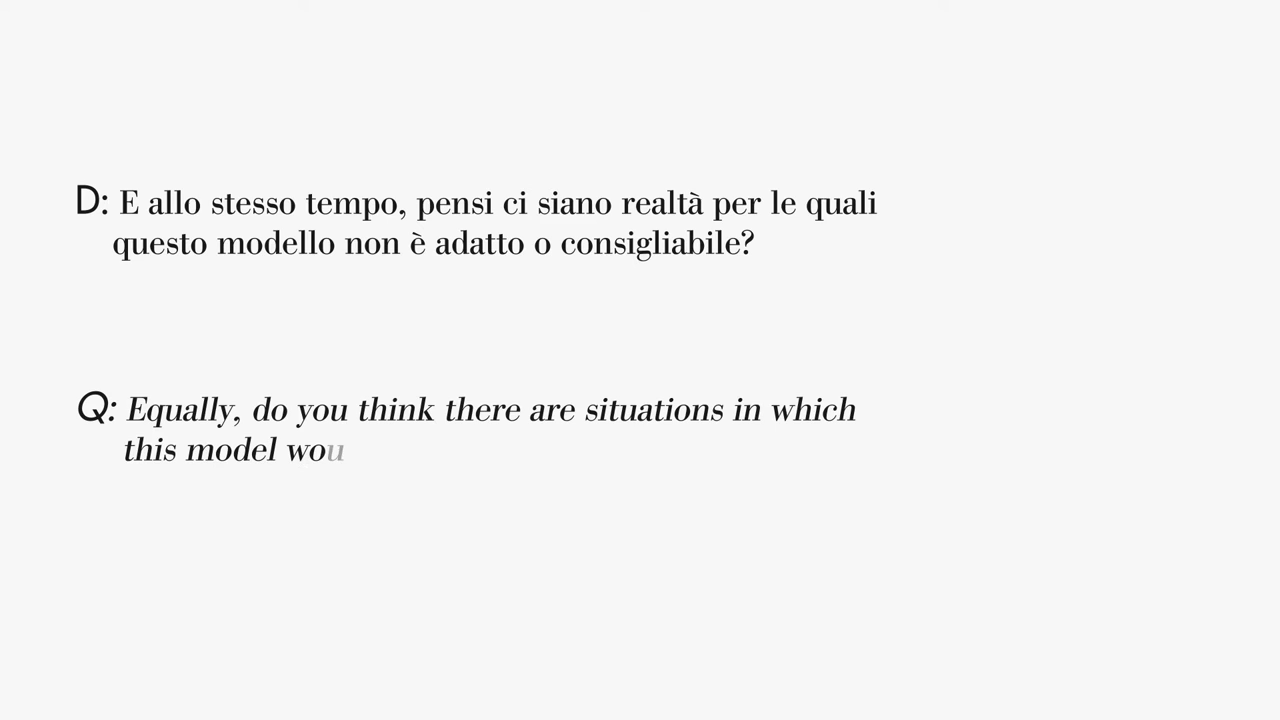 D: E allo stesso tempo, pensi ci siano realtà per le quali
questo modello non è adatto o consigliabile?
Q: Equally, do you think there are situations in which
this model wou